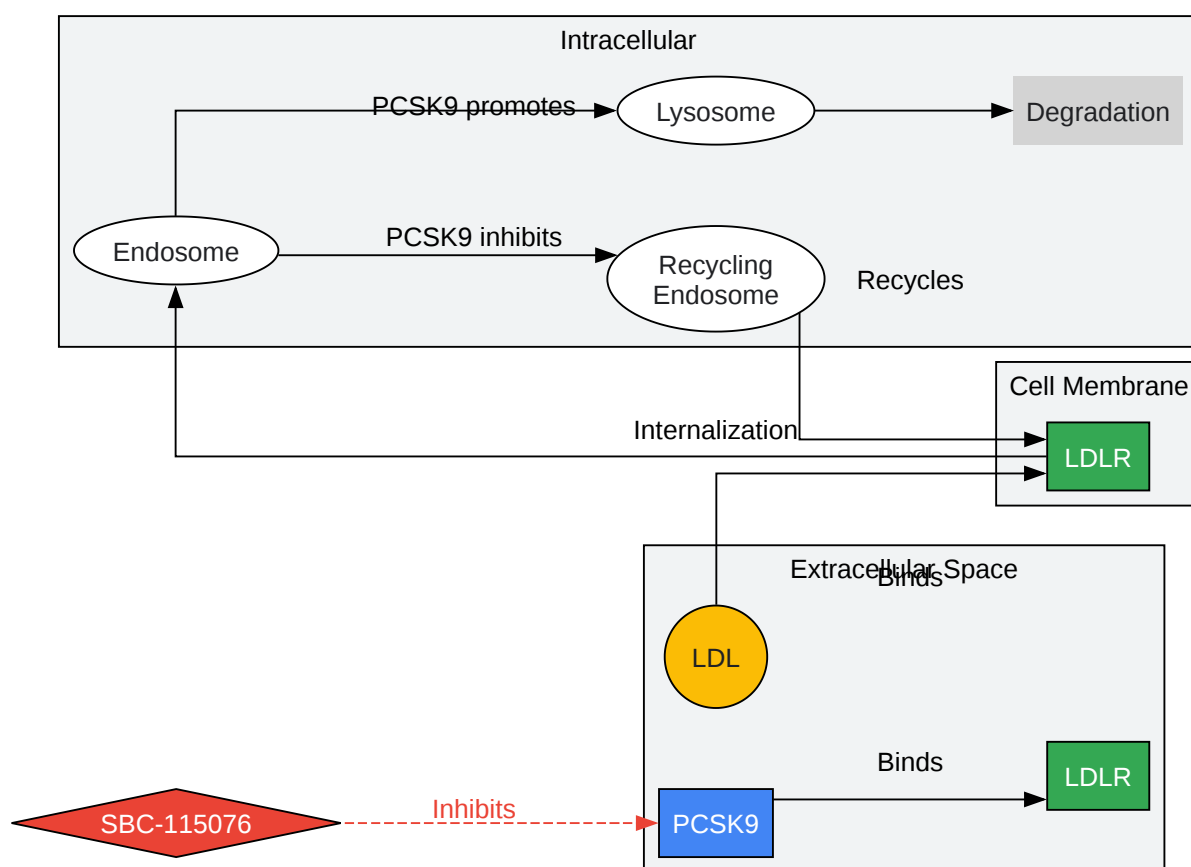 Intracellular
PCSK9 promotes
Lysosome
Degradation
Endosome
PCSK9 inhibits
Recycling
Endosome
Recycles
Cell Membrane
Internalization
LDLR
Extracellular Space
Binds
LDL
Binds
LDLR
SBC-115076
Inhibits
PCSK9